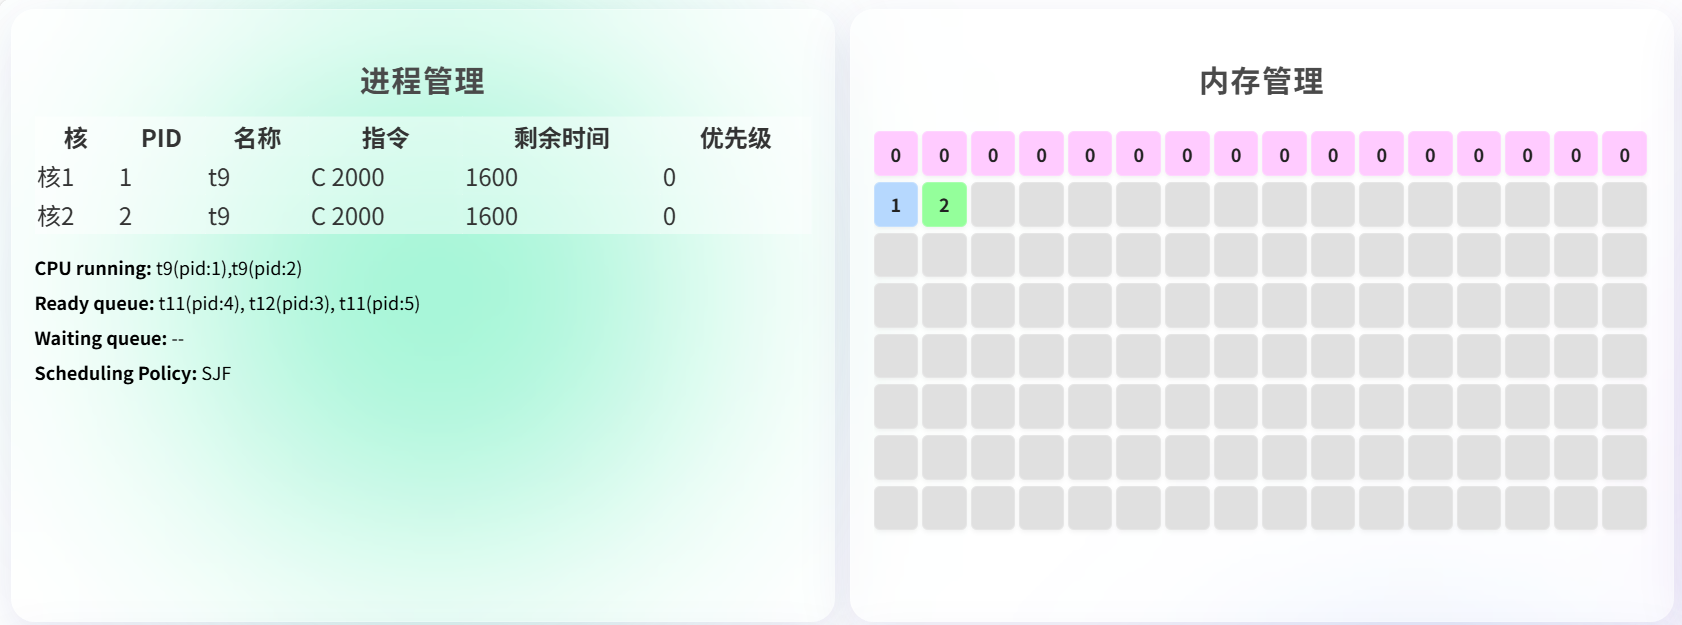 进程管理
核 PID 名称 指令 剩余时间 优先级
核1 1 t9 C 2000 1600 0
核2 2 t9 C 2000 1600 0
CPU running: t9(pid:1),t9(pid:2)
Ready queue: t11(pid:4), t12(pid:3), t11(pid:5)
Waiting queue: --
Scheduling Policy: SJF
内存管理
0 0 0 0 0 0 0 0 0 0 0 0 0 0 0 0
1 2